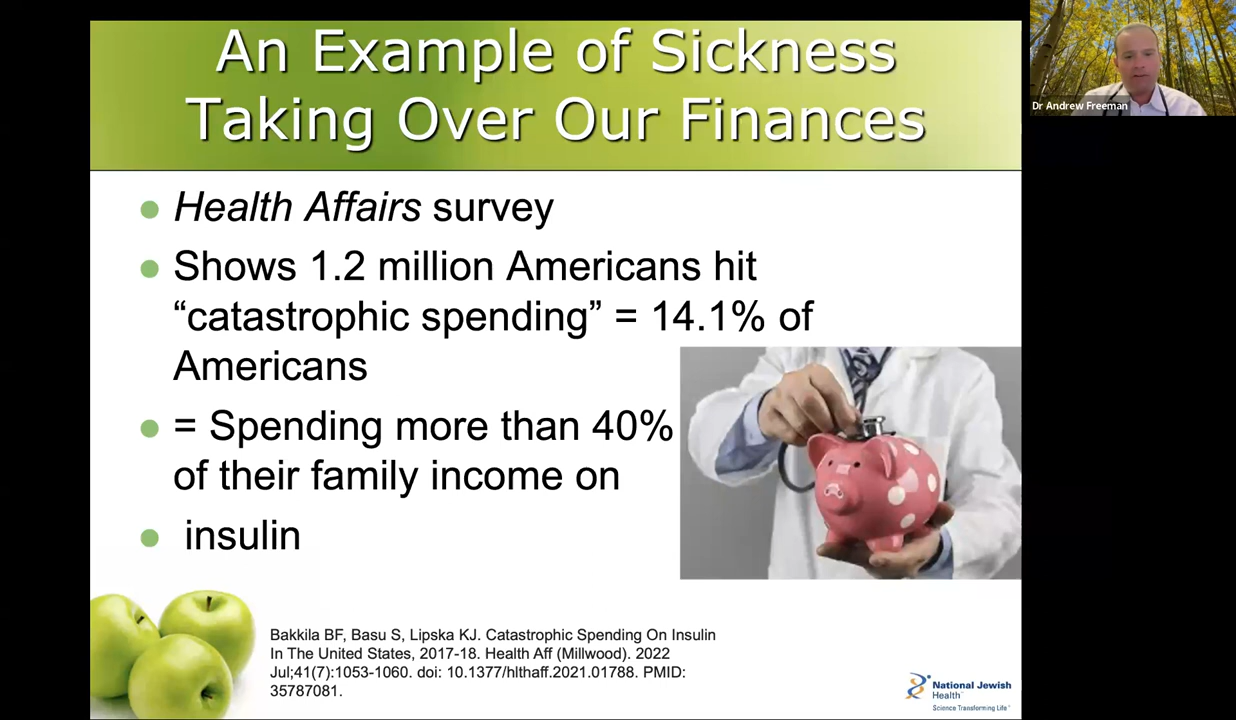 An Example of Sickness
Taking Over Our Finances
Dr Andrew Freeman
● Health Affairs survey
● Shows 1.2 million Americans hit
“catastrophic spending” = 14.1% of
Americans
● = Spending more than 40%
of their family income on
● insulin
Bakkila BF, Basu S, Lipska KJ. Catastrophic Spending On Insulin
In The United States, 2017-18. Health Aff (Millwood). 2022
Jul;41(7):1053-1060. doi: 10.1377/hlthaff.2021.01788. PMID:
35787081.
National Jewish
Health
Science Transforming Life